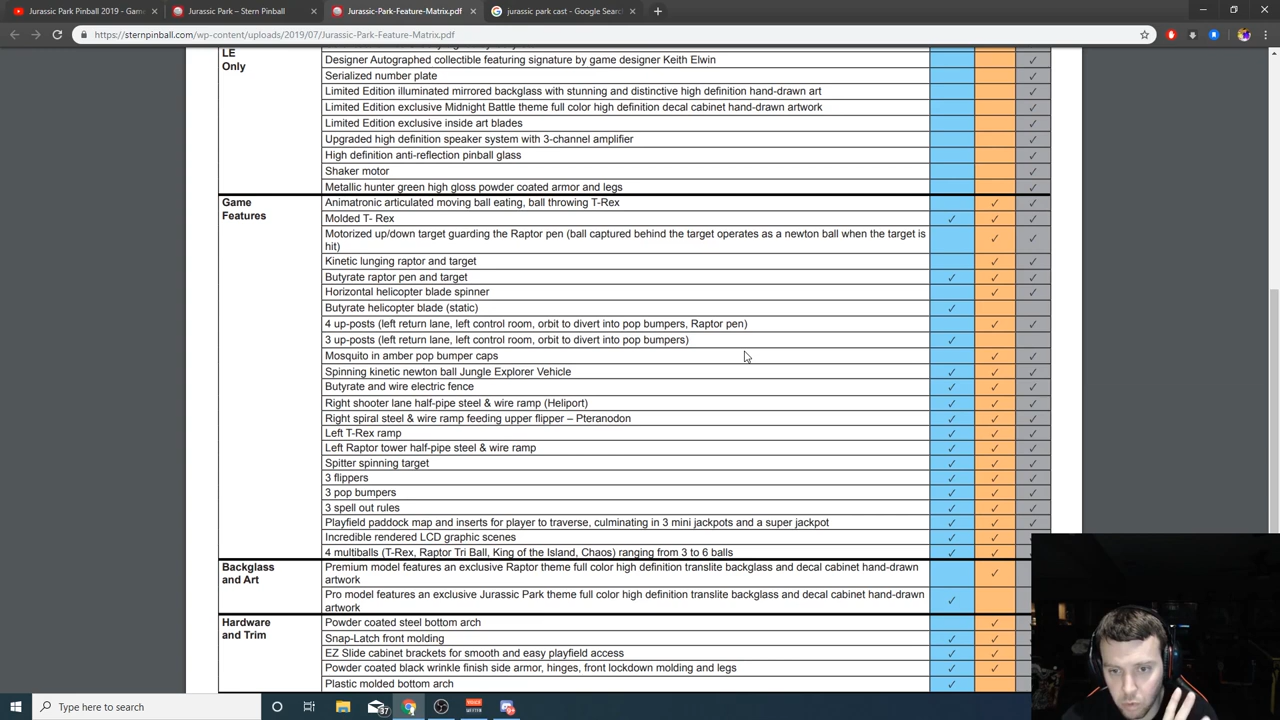 Jurassic Park Pinball 2019 - Game
Jurassic Park – Stern Pinball
Jurassic-Park-Feature-Matrix.pdf
jurassic park cast - Google Search
https://sternpinball.com/wp-content/uploads/2019/07/Jurassic-Park-Feature-Matrix.pdf
LE
Only
Designer Autographed collectible featuring signature by game designer Keith Elwin
Serialized number plate
Limited Edition illuminated mirrored backglass with stunning and distinctive high definition hand-drawn art
Limited Edition exclusive Midnight Battle theme full color high definition decal cabinet hand-drawn artwork
Limited Edition exclusive inside art blades
Upgraded high definition speaker system with 3-channel amplifier
High definition anti-reflection pinball glass
Shaker motor
Metallic hunter green high gloss powder coated armor and legs
Game
Features
Animatronic articulated moving ball eating, ball throwing T-Rex
Molded T- Rex
Motorized up/down target guarding the Raptor pen (ball captured behind the target operates as a newton ball when the target is
hit)
Kinetic lunging raptor and target
Butyrate raptor pen and target
Horizontal helicopter blade spinner
Butyrate helicopter blade (static)
4 up-posts (left return lane, left control room, orbit to divert into pop bumpers, Raptor pen)
3 up-posts (left return lane, left control room, orbit to divert into pop bumpers)
Mosquito in amber pop bumper caps
Spinning kinetic newton ball Jungle Explorer Vehicle
Butyrate and wire electric fence
Right shooter lane half-pipe steel & wire ramp (Heliport)
Right spiral steel & wire ramp feeding upper flipper – Pteranodon
Left T-Rex ramp
Left Raptor tower half-pipe steel & wire ramp
Spitter spinning target
3 flippers
3 pop bumpers
3 spell out rules
Playfield paddock map and inserts for player to traverse, culminating in 3 mini jackpots and a super jackpot
Incredible rendered LCD graphic scenes
4 multiballs (T-Rex, Raptor Tri Ball, King of the Island, Chaos) ranging from 3 to 6 balls
Backglass
and Art
Premium model features an exclusive Raptor theme full color high definition translite backglass and decal cabinet hand-drawn
artwork
Pro model features an exclusive Jurassic Park theme full color high definition translite backglass and decal cabinet hand-drawn
artwork
Hardware
and Trim
Powder coated steel bottom arch
Snap-Latch front molding
EZ Slide cabinet brackets for smooth and easy playfield access
Powder coated black wrinkle finish side armor, hinges, front lockdown molding and legs
Plastic molded bottom arch
Type here to search
37